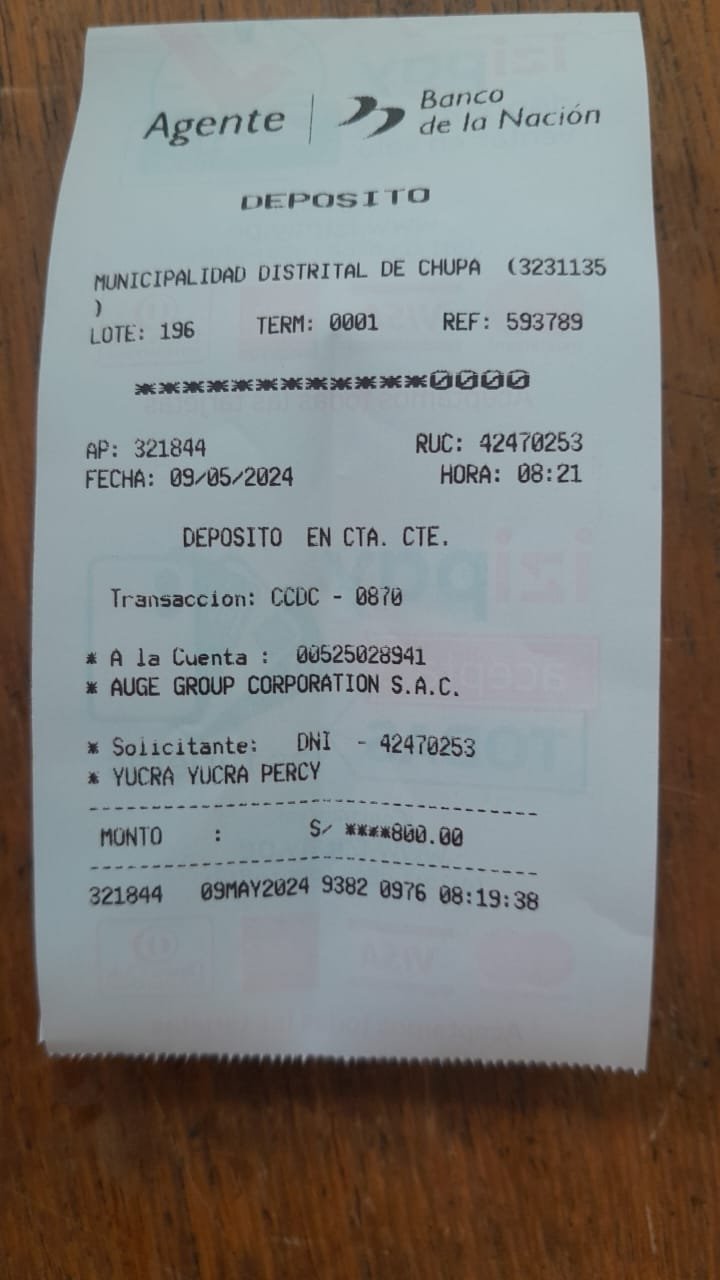 Agente | Banco
de la Nación
DEPOSITO
MUNICIPALIDAD DISTRITAL DE CHUPA (3231135
)
LOTE: 196 TERM: 0001 REF: 593789
************0000
AP: 321844 RUC: 42470253
FECHA: 09/05/2024 HORA: 08:21
DEPOSITO EN CTA. CTE.
Transaccion: CCDC - 0870
* A la Cuenta : 00525028941
* AUGE GROUP CORPORATION S.A.C.
* Solicitante: DNI - 42470253
* YUCRA YUCRA PERCY
MONTO : S/ ****800.00
321844 09MAY2024 9382 0976 08:19:38